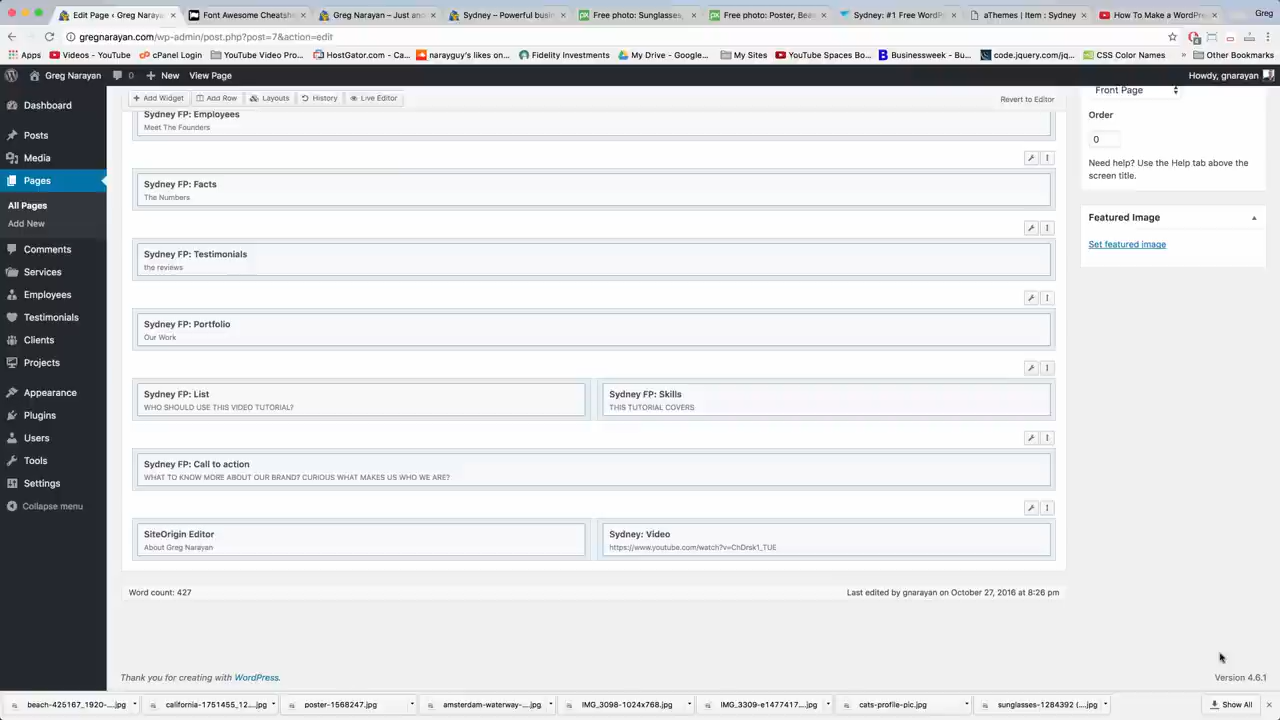 Edit Page ‹ Greg Narayan
Font Awesome Cheatshe
Greg Narayan – Just ano
Sydney Powerful busine
Free photo: Sunglasses,
Free photo: Poster, Bea
Sydney: #1 Free WordP
aThemes | Item : Sydney
How To Make a WordPre
Greg
gregnarayan.com/wp-admin/post.php?post=7&action=edit
Apps
Videos - YouTube
cPanel Login
YouTube Video Pro...
HostGator.com
narayguy's likes on...
Fidelity Investments
My Drive - Google...
My Sites
YouTube Spaces Bo...
Businessweek - Bu...
code.jquery.com/jq...
CSS Color Names
»
Other Bookmarks
Greg Narayan
0
New
View Page
Howdy, gnarayan
Dashboard
Posts
Media
Pages
All Pages
Add New
Comments
Services
Employees
Testimonials
Clients
Projects
Appearance
Plugins
Users
Tools
Settings
Collapse menu
Add Widget
Add Row
Layouts
History
Live Editor
Revert to Editor
Sydney FP: Employees
Meet The Founders
Sydney FP: Facts
The Numbers
Sydney FP: Testimonials
the reviews
Sydney FP: Portfolio
Our Work
Sydney FP: List
WHO SHOULD USE THIS VIDEO TUTORIAL?
Sydney FP: Skills
THIS TUTORIAL COVERS
Sydney FP: Call to action
WHAT TO KNOW MORE ABOUT OUR BRAND? CURIOUS WHAT MAKES US WHO WE ARE?
SiteOrigin Editor
About Greg Narayan
Sydney: Video
https://www.youtube.com/watch?v=ChDrsk1_TUE
Word count: 427
Last edited by gnarayan on October 27, 2016 at 8:26 pm
Front Page
Order
0
Need help? Use the Help tab above the
screen title.
Featured Image
Set featured image
Thank you for creating with WordPress.
Version 4.6.1
beach-425167_1920-....jpg
california-1751455_12....jpg
poster-1568247.jpg
amsterdam-waterway-....jpg
IMG_3098-1024x768.jpg
IMG_3309-e1477417....jpg
cats-profile-pic.jpg
sunglasses-1284392 (....jpg
Show All